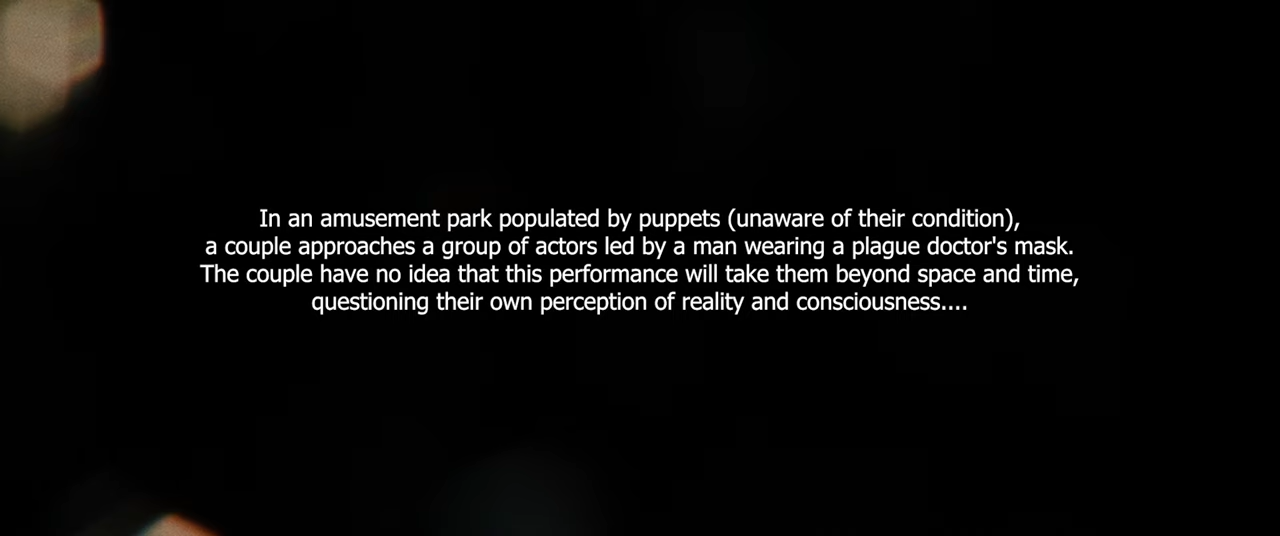 In an amusement park populated by puppets (unaware of their condition),
a couple approaches a group of actors led by a man wearing a plague doctor's mask.
The couple have no idea that this performance will take them beyond space and time,
questioning their own perception of reality and consciousness....